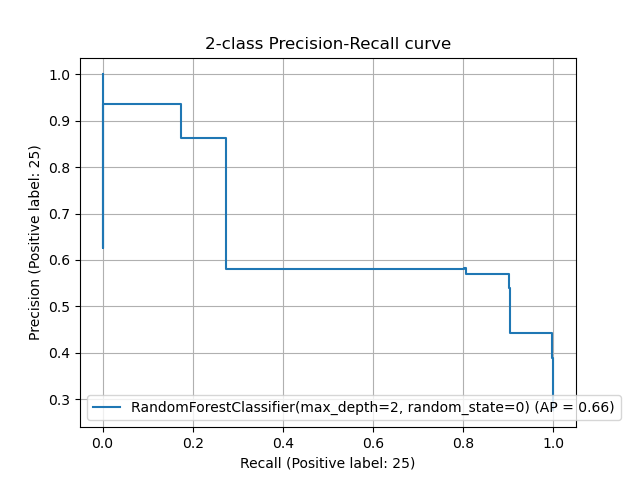 2-class Precision-Recall curve
1.0
0.9
0.8
0.7
0.6
0.5
0.4
0.3
Precision (Positive label: 25)
RandomForestClassifier(max_depth=2, random_state=0) (AP = 0.66)
0.0 0.2 0.4 0.6 0.8 1.0
Recall (Positive label: 25)